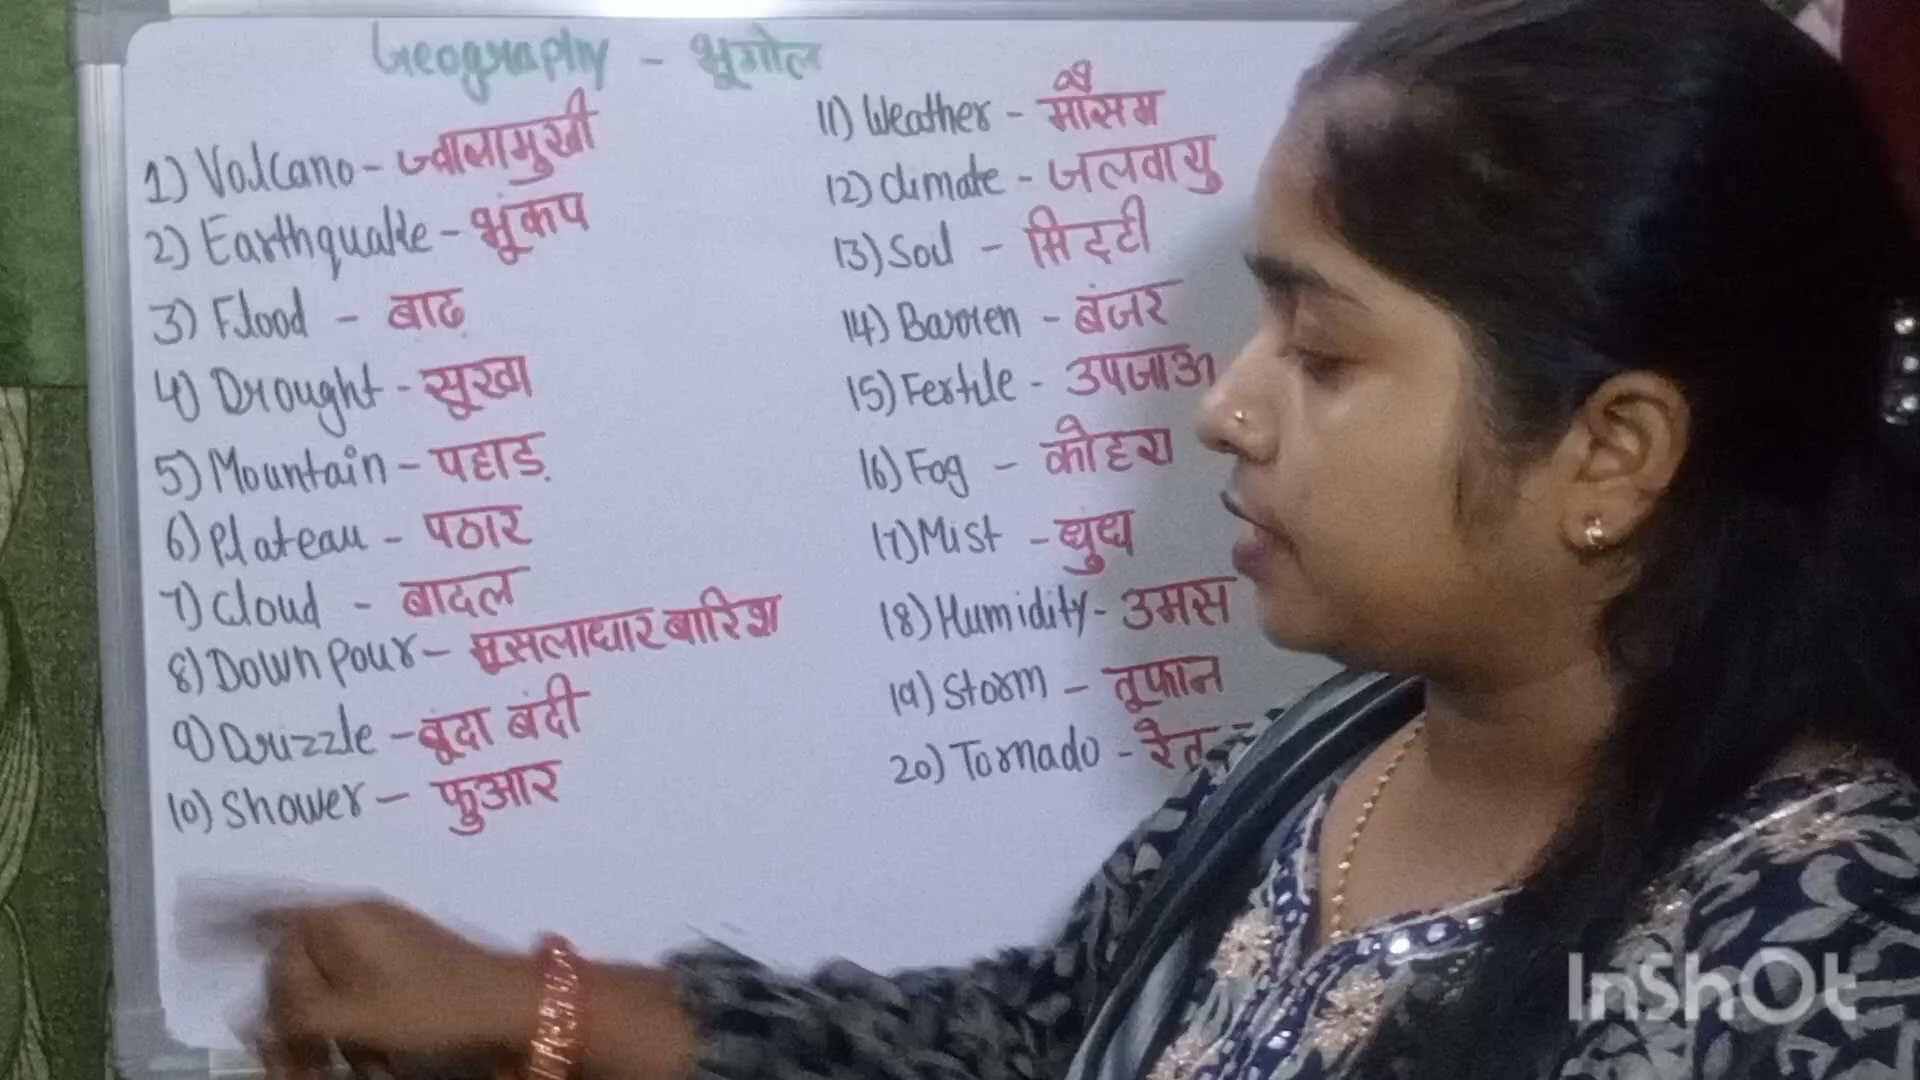 Geography - भूगोल
1) Valcano - ज्वालामुखी
2) Earthquake - भूंकप
3) Flood - बाढ़
4) Drought - सूखा
5) Mountain - पहाड़
6) Plateau - पठार
7) Cloud - बादल
8) Down pour - मूसलाधार बारिश
9) Drizzle - बूंदा बंदी
10) Shower - फुआर
11) Weather - मौसम
12) climate - जलवायु
13) Soil - मिट्टी
14) Barren - बंजर
15) Fertile - उपजाऊ
16) Fog - कोहरा
17) Mist - धुंध
18) Humidity - उमस
19) Storm - तूफान
20) Tornado - रेत
InShOt